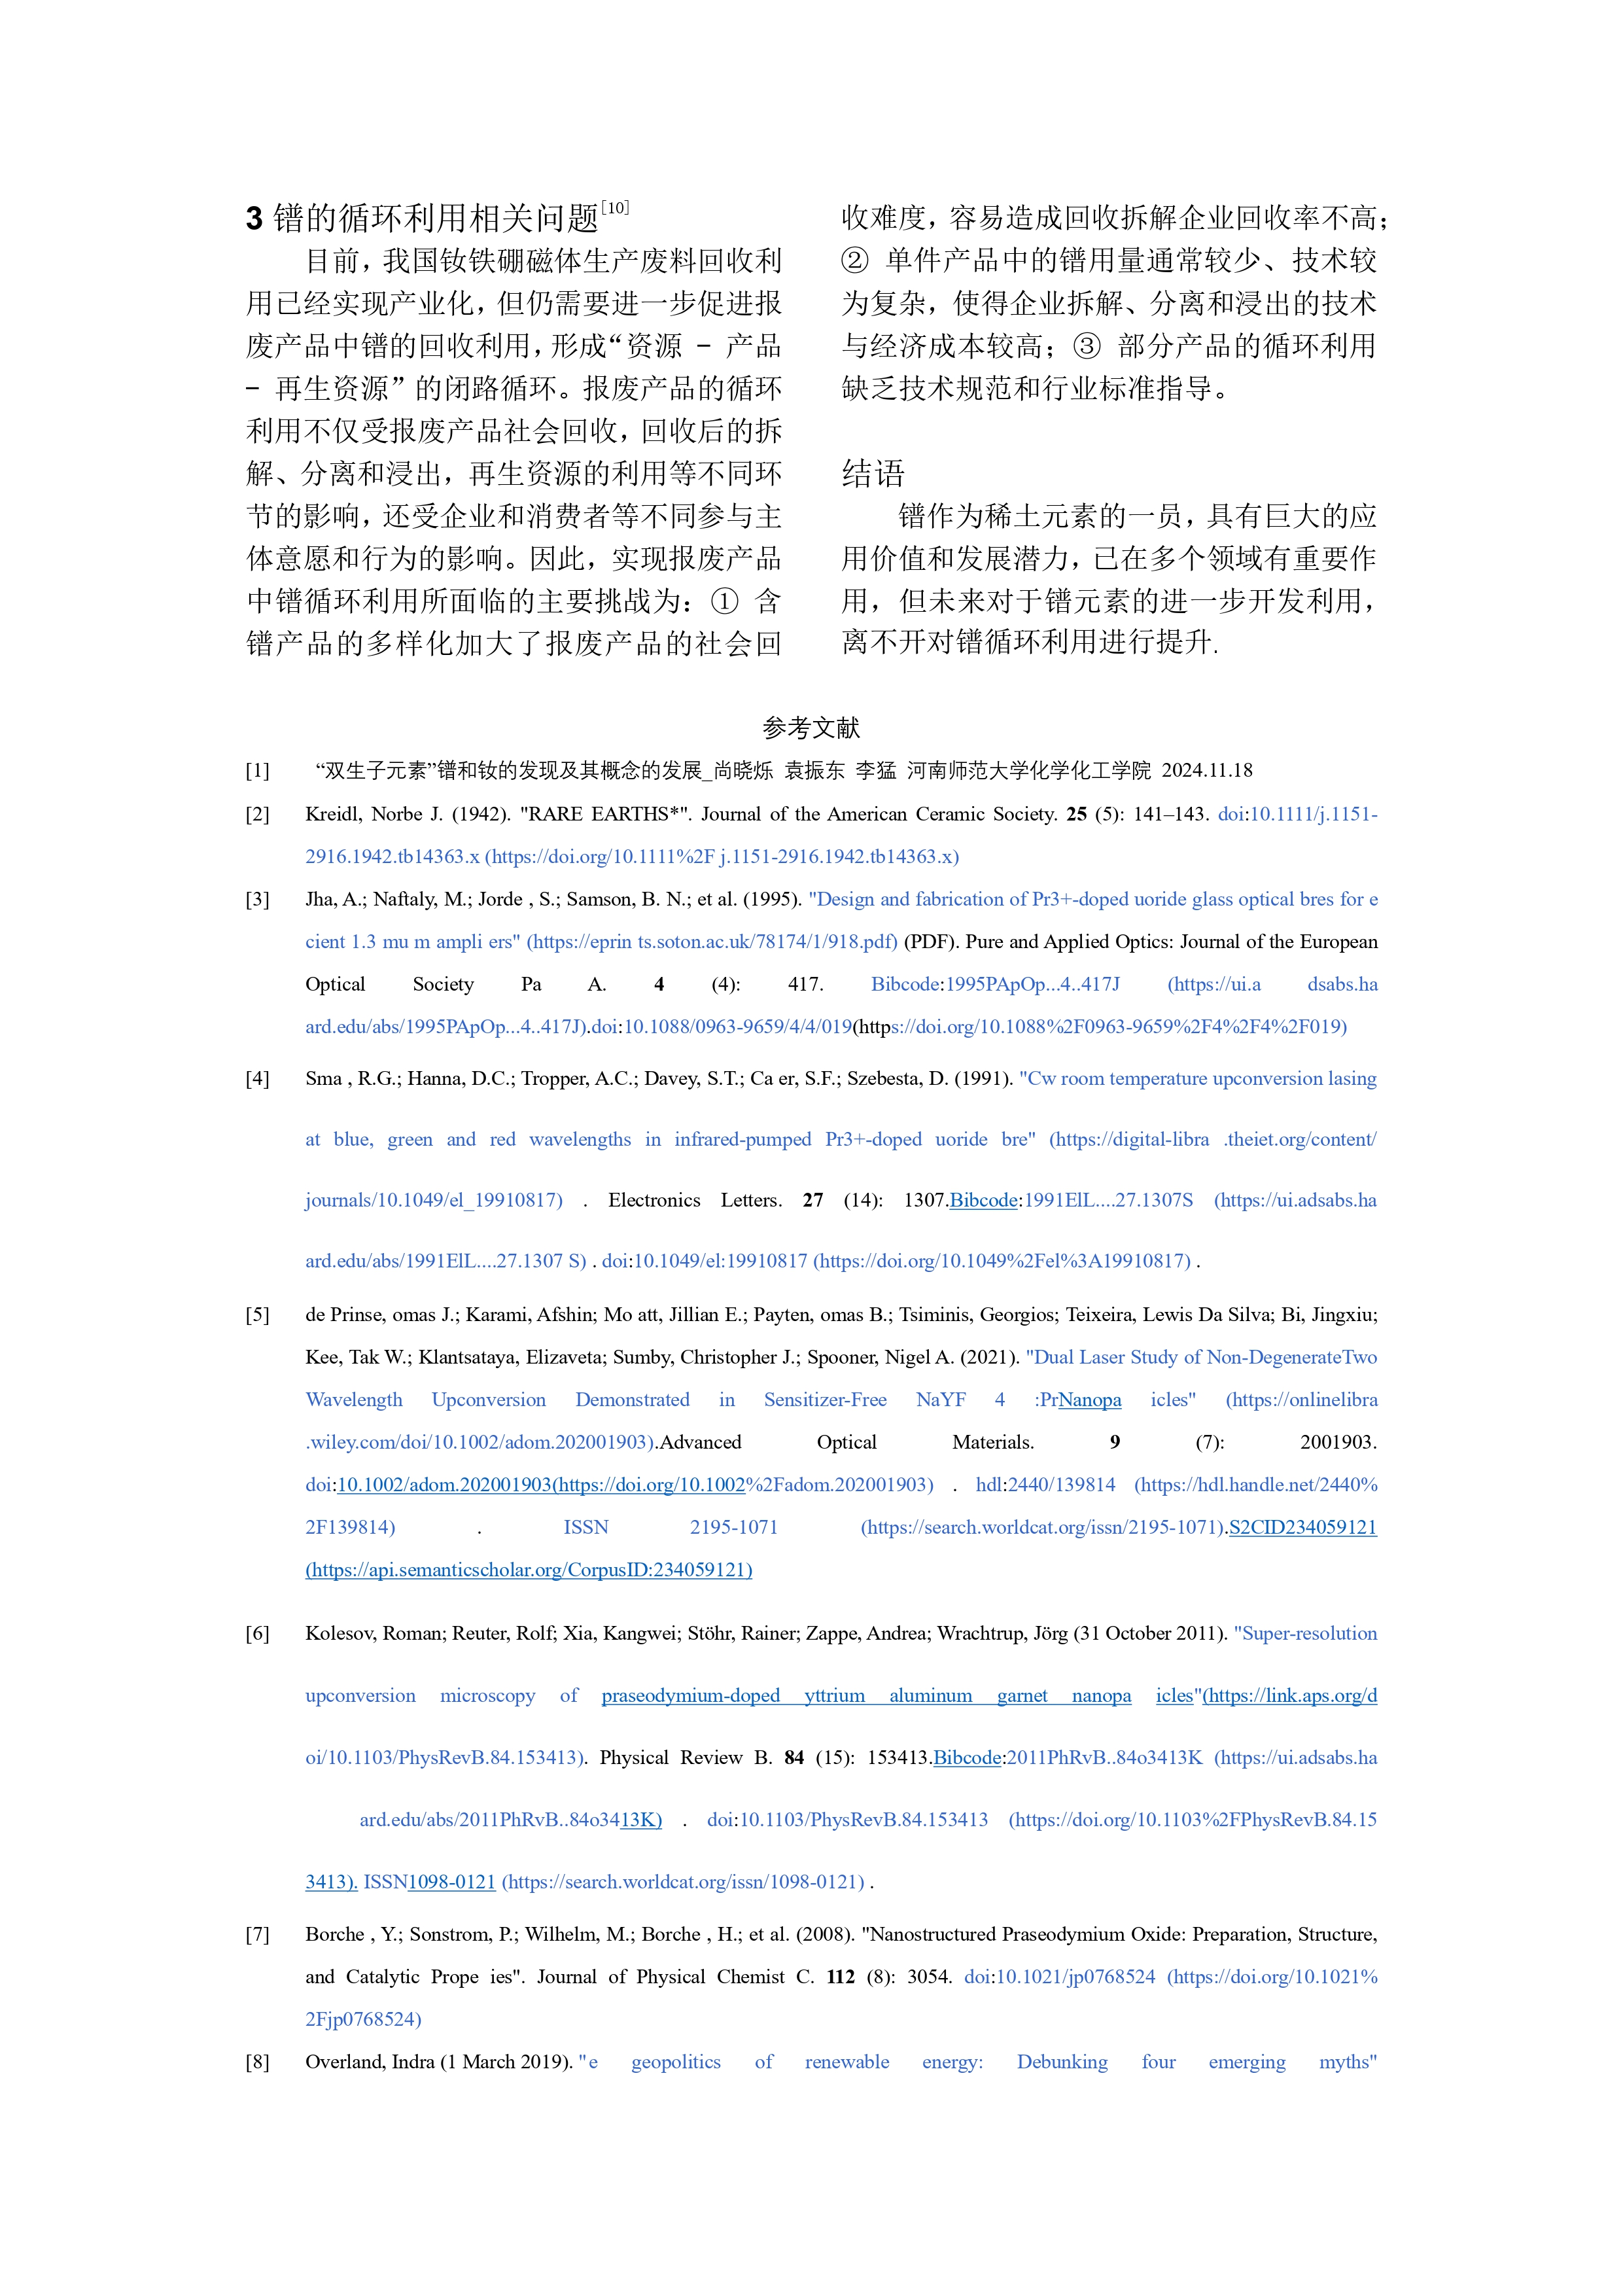 3 镨的循环利用相关问题[10]
目前，我国钕铁硼磁体生产废料回收利
用已经实现产业化，但仍需要进一步促进报
废产品中镨的回收利用，形成“资源 – 产品
– 再生资源”的闭路循环。报废产品的循环
利用不仅受报废产品社会回收，回收后的拆
解、分离和浸出，再生资源的利用等不同环
节的影响，还受企业和消费者等不同参与主
体意愿和行为的影响。因此，实现报废产品
中镨循环利用所面临的主要挑战为：① 含
镨产品的多样化加大了报废产品的社会回
收难度，容易造成回收拆解企业回收率不高；
② 单件产品中的镨用量通常较少、技术较
为复杂，使得企业拆解、分离和浸出的技术
与经济成本较高；③ 部分产品的循环利用
缺乏技术规范和行业标准指导。
结语
镨作为稀土元素的一员，具有巨大的应
用价值和发展潜力，己在多个领域有重要作
用，但未来对于镨元素的进一步开发利用，
离不开对镨循环利用进行提升.
参考文献
[1] “双生子元素”镨和钕的发现及其概念的发展_尚晓烁 袁振东 李猛 河南师范大学化学化工学院 2024.11.18
[2] Kreidl, Norbe J. (1942). "RARE EARTHS*". Journal of the American Ceramic Society. 25 (5): 141–143. doi:10.1111/j.1151-
2916.1942.tb14363.x (https://doi.org/10.1111%2F j.1151-2916.1942.tb14363.x)
[3] Jha, A.; Naftaly, M.; Jorde , S.; Samson, B. N.; et al. (1995). "Design and fabrication of Pr3+-doped uoride glass optical bres for e
cient 1.3 mu m ampli ers" (https://eprin ts.soton.ac.uk/78174/1/918.pdf) (PDF). Pure and Applied Optics: Journal of the European
Optical Society Pa A. 4 (4): 417. Bibcode:1995PApOp...4..417J (https://ui.a dsabs.ha
ard.edu/abs/1995PApOp...4..417J).doi:10.1088/0963-9659/4/4/019(https://doi.org/10.1088%2F0963-9659%2F4%2F4%2F019)
[4] Sma , R.G.; Hanna, D.C.; Tropper, A.C.; Davey, S.T.; Ca er, S.F.; Szebesta, D. (1991). "Cw room temperature upconversion lasing
at blue, green and red wavelengths in infrared-pumped Pr3+-doped uoride bre" (https://digital-libra .theiet.org/content/
journals/10.1049/el_19910817) . Electronics Letters. 27 (14): 1307.Bibcode:1991ElL....27.1307S (https://ui.adsabs.ha
ard.edu/abs/1991ElL....27.1307 S) . doi:10.1049/el:19910817 (https://doi.org/10.1049%2Fel%3A19910817) .
[5] de Prinse, omas J.; Karami, Afshin; Mo att, Jillian E.; Payten, omas B.; Tsiminis, Georgios; Teixeira, Lewis Da Silva; Bi, Jingxiu;
Kee, Tak W.; Klantsataya, Elizaveta; Sumby, Christopher J.; Spooner, Nigel A. (2021). "Dual Laser Study of Non-DegenerateTwo
Wavelength Upconversion Demonstrated in Sensitizer-Free NaYF 4 :PrNanopa icles" (https://onlinelibra
.wiley.com/doi/10.1002/adom.202001903).Advanced Optical Materials. 9 (7): 2001903.
doi:10.1002/adom.202001903(https://doi.org/10.1002%2Fadom.202001903) . hdl:2440/139814 (https://hdl.handle.net/2440%
2F139814) . ISSN 2195-1071 (https://search.worldcat.org/issn/2195-1071).S2CID234059121
(https://api.semanticscholar.org/CorpusID:234059121)
[6] Kolesov, Roman; Reuter, Rolf; Xia, Kangwei; Stöhr, Rainer; Zappe, Andrea; Wrachtrup, Jörg (31 October 2011). "Super-resolution
upconversion microscopy of praseodymium-doped yttrium aluminum garnet nanopa icles"(https://link.aps.org/d
oi/10.1103/PhysRevB.84.153413). Physical Review B. 84 (15): 153413.Bibcode:2011PhRvB..84o3413K (https://ui.adsabs.ha
ard.edu/abs/2011PhRvB..84o3413K) . doi:10.1103/PhysRevB.84.153413 (https://doi.org/10.1103%2FPhysRevB.84.15
3413). ISSN1098-0121 (https://search.worldcat.org/issn/1098-0121) .
[7] Borche , Y.; Sonstrom, P.; Wilhelm, M.; Borche , H.; et al. (2008). "Nanostructured Praseodymium Oxide: Preparation, Structure,
and Catalytic Prope ies". Journal of Physical Chemist C. 112 (8): 3054. doi:10.1021/jp0768524 (https://doi.org/10.1021%
2Fjp0768524)
[8] Overland, Indra (1 March 2019). "e geopolitics of renewable energy: Debunking four emerging myths"